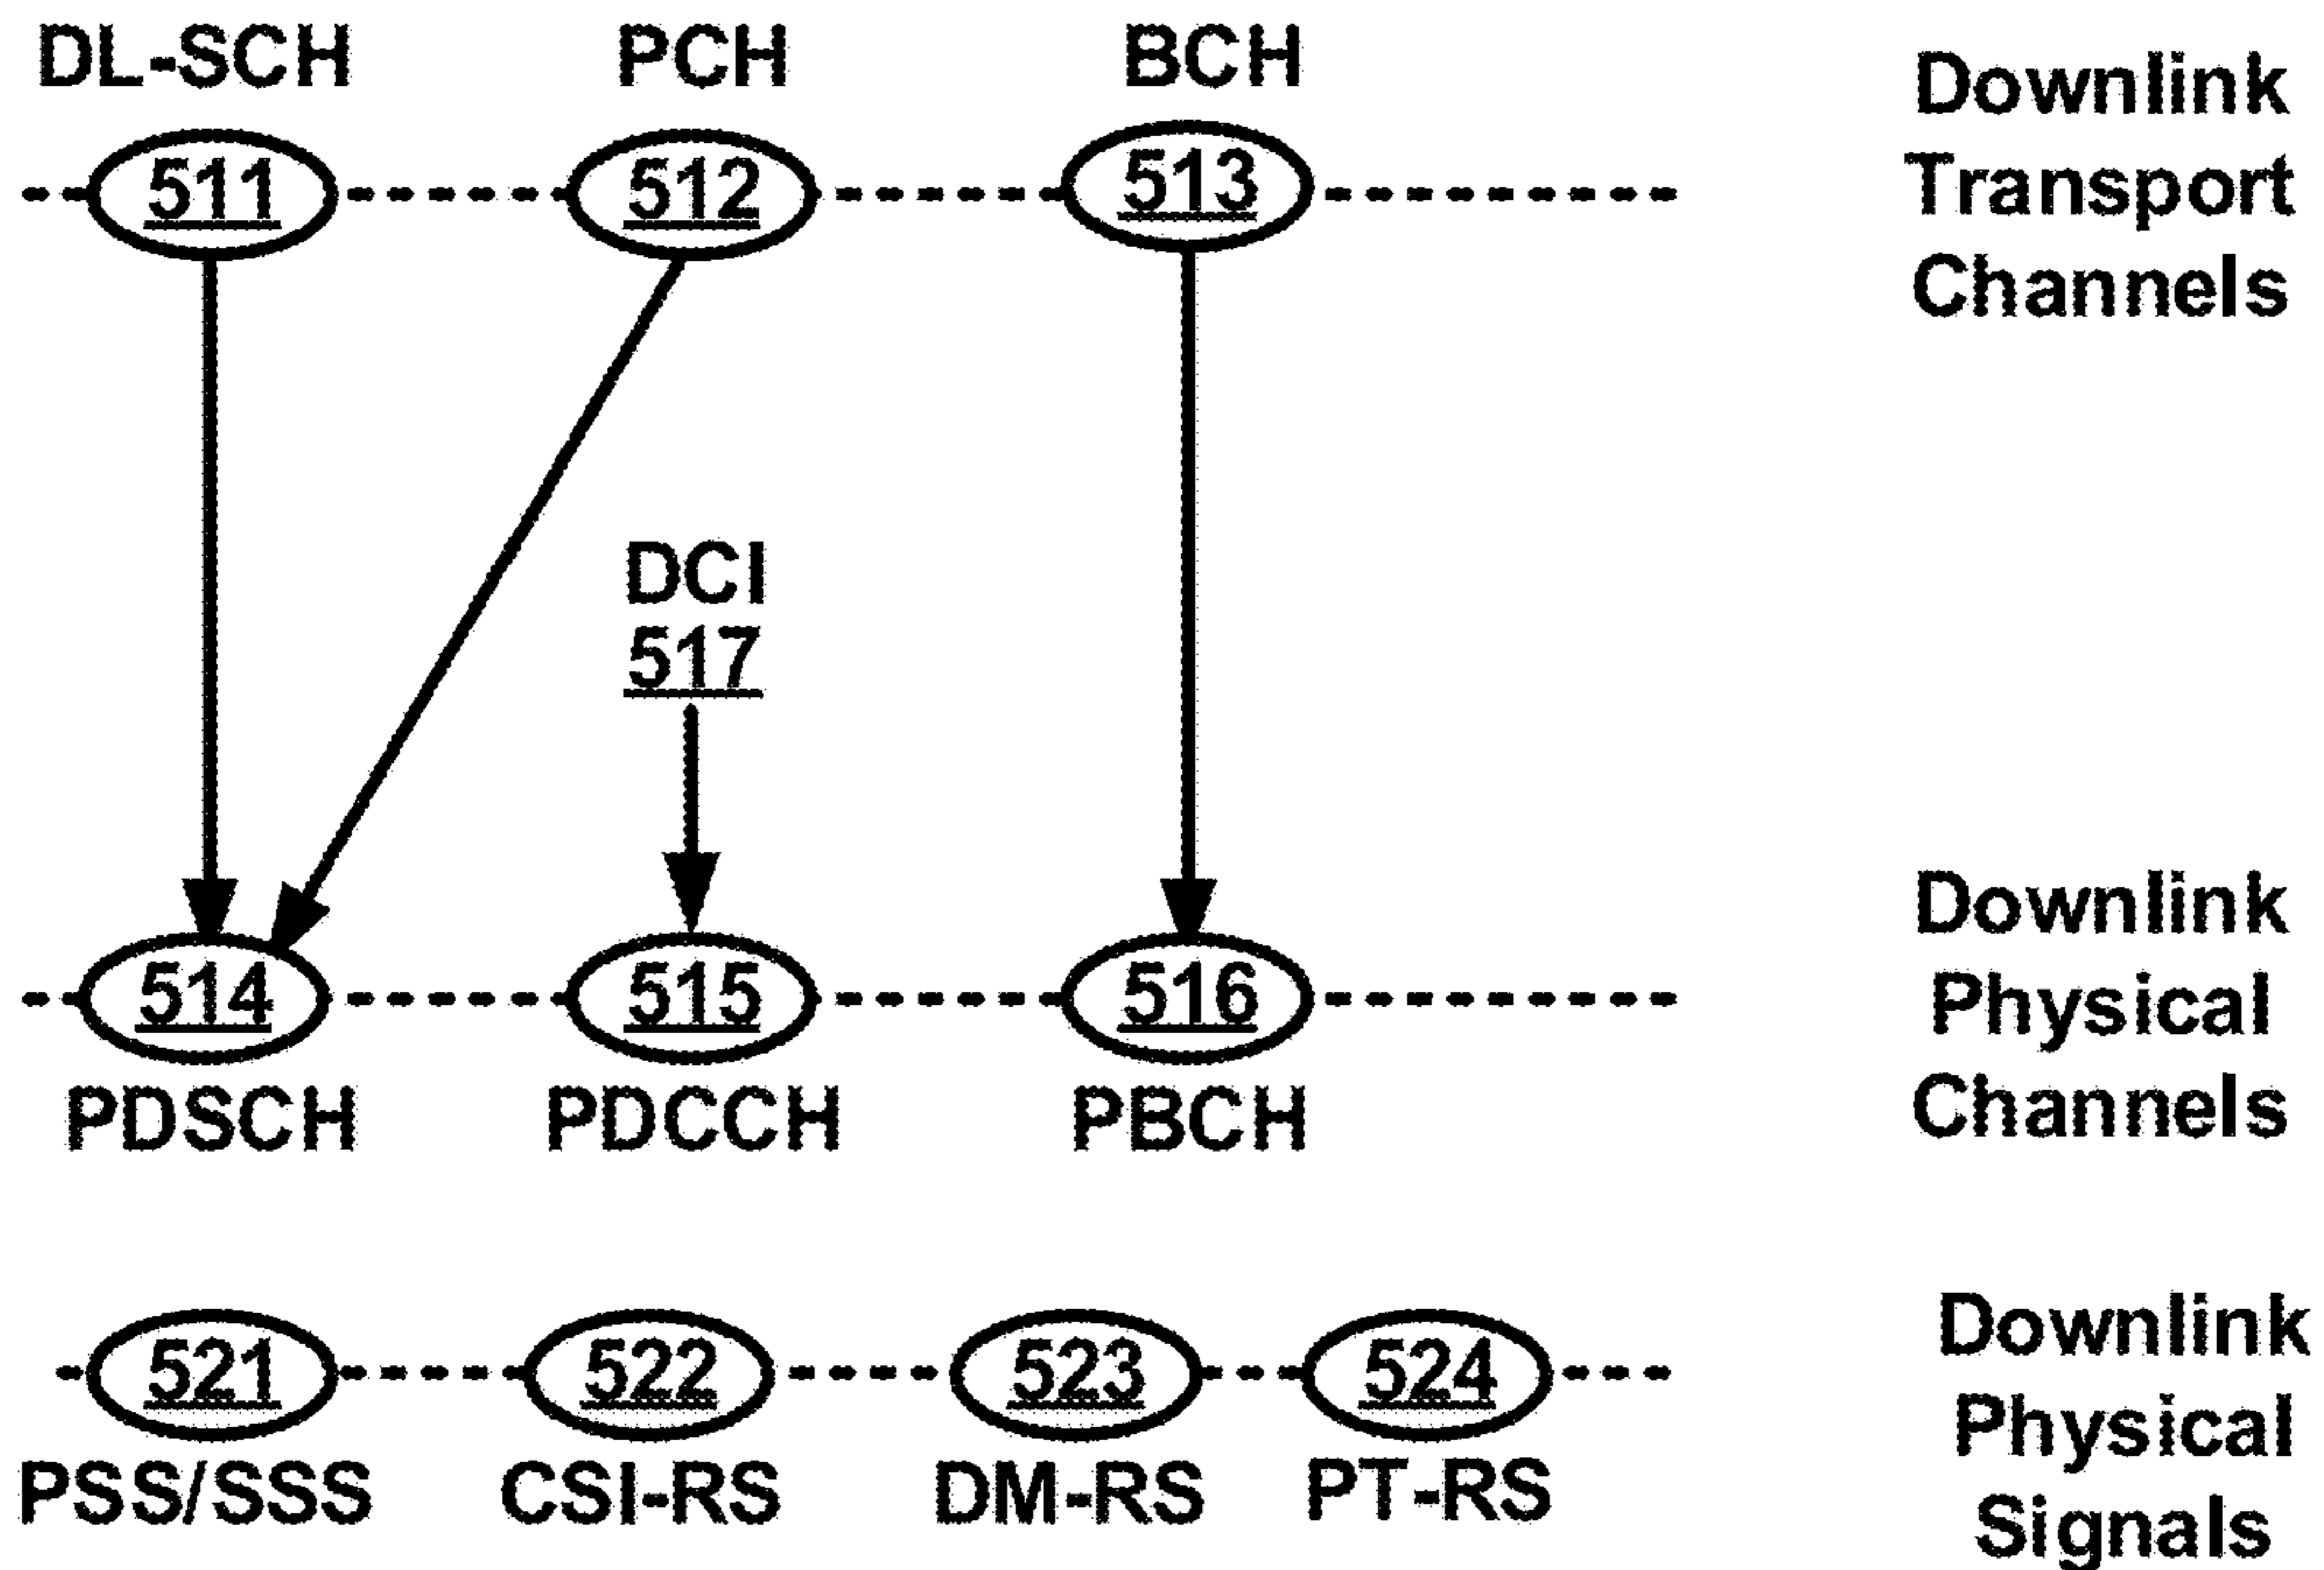 DL-SCH
PCH
BCH
Downlink
Transport
Channels
511
512
513
DCI
517
Downlink
Physical
Channels
514
515
516
PDSCH
PDCCH
PBCH
Downlink
Physical
Signals
521
522
523
524
PSS/SSS
CSI-RS
DM-RS
PT-RS